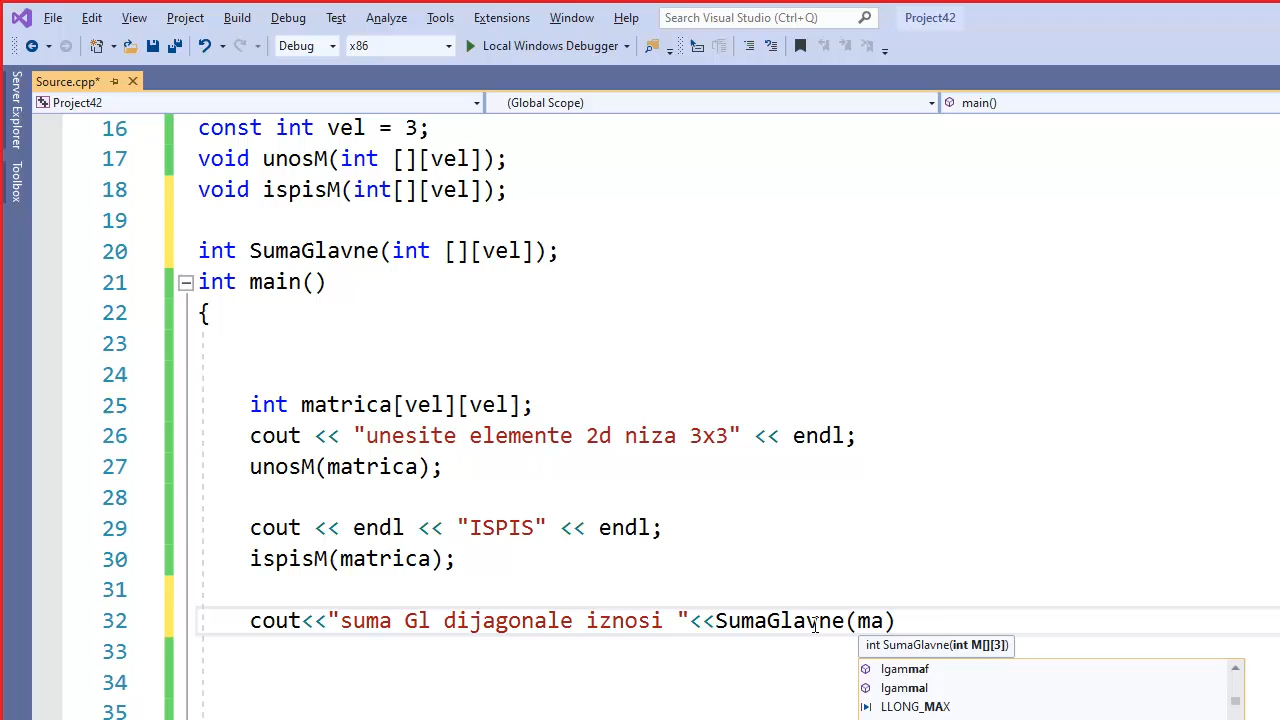 File Edit View Project Build Debug Test Analyze Tools Extensions Window Help Search Visual Studio (Ctrl+Q) Project42
Debug x86 Local Windows Debugger
Source.cpp*
Project42 (Global Scope) main()
Server Explorer
Toolbox
16 const int vel = 3;
17 void unosM(int [][vel]);
18 void ispisM(int[][vel]);
19
20 int SumaGlavne(int [][vel]);
21 int main()
22 {
23
24
25 int matrica[vel][vel];
26 cout << "unesite elemente 2d niza 3x3" << endl;
27 unosM(matrica);
28
29 cout << endl << "ISPIS" << endl;
30 ispisM(matrica);
31
32 cout<<"suma Gl dijagonale iznosi "<<SumaGlavne(ma)
33 int SumaGlavne(int M[][3])
lgammaf
34 lgammal
35 LLONG_MAX